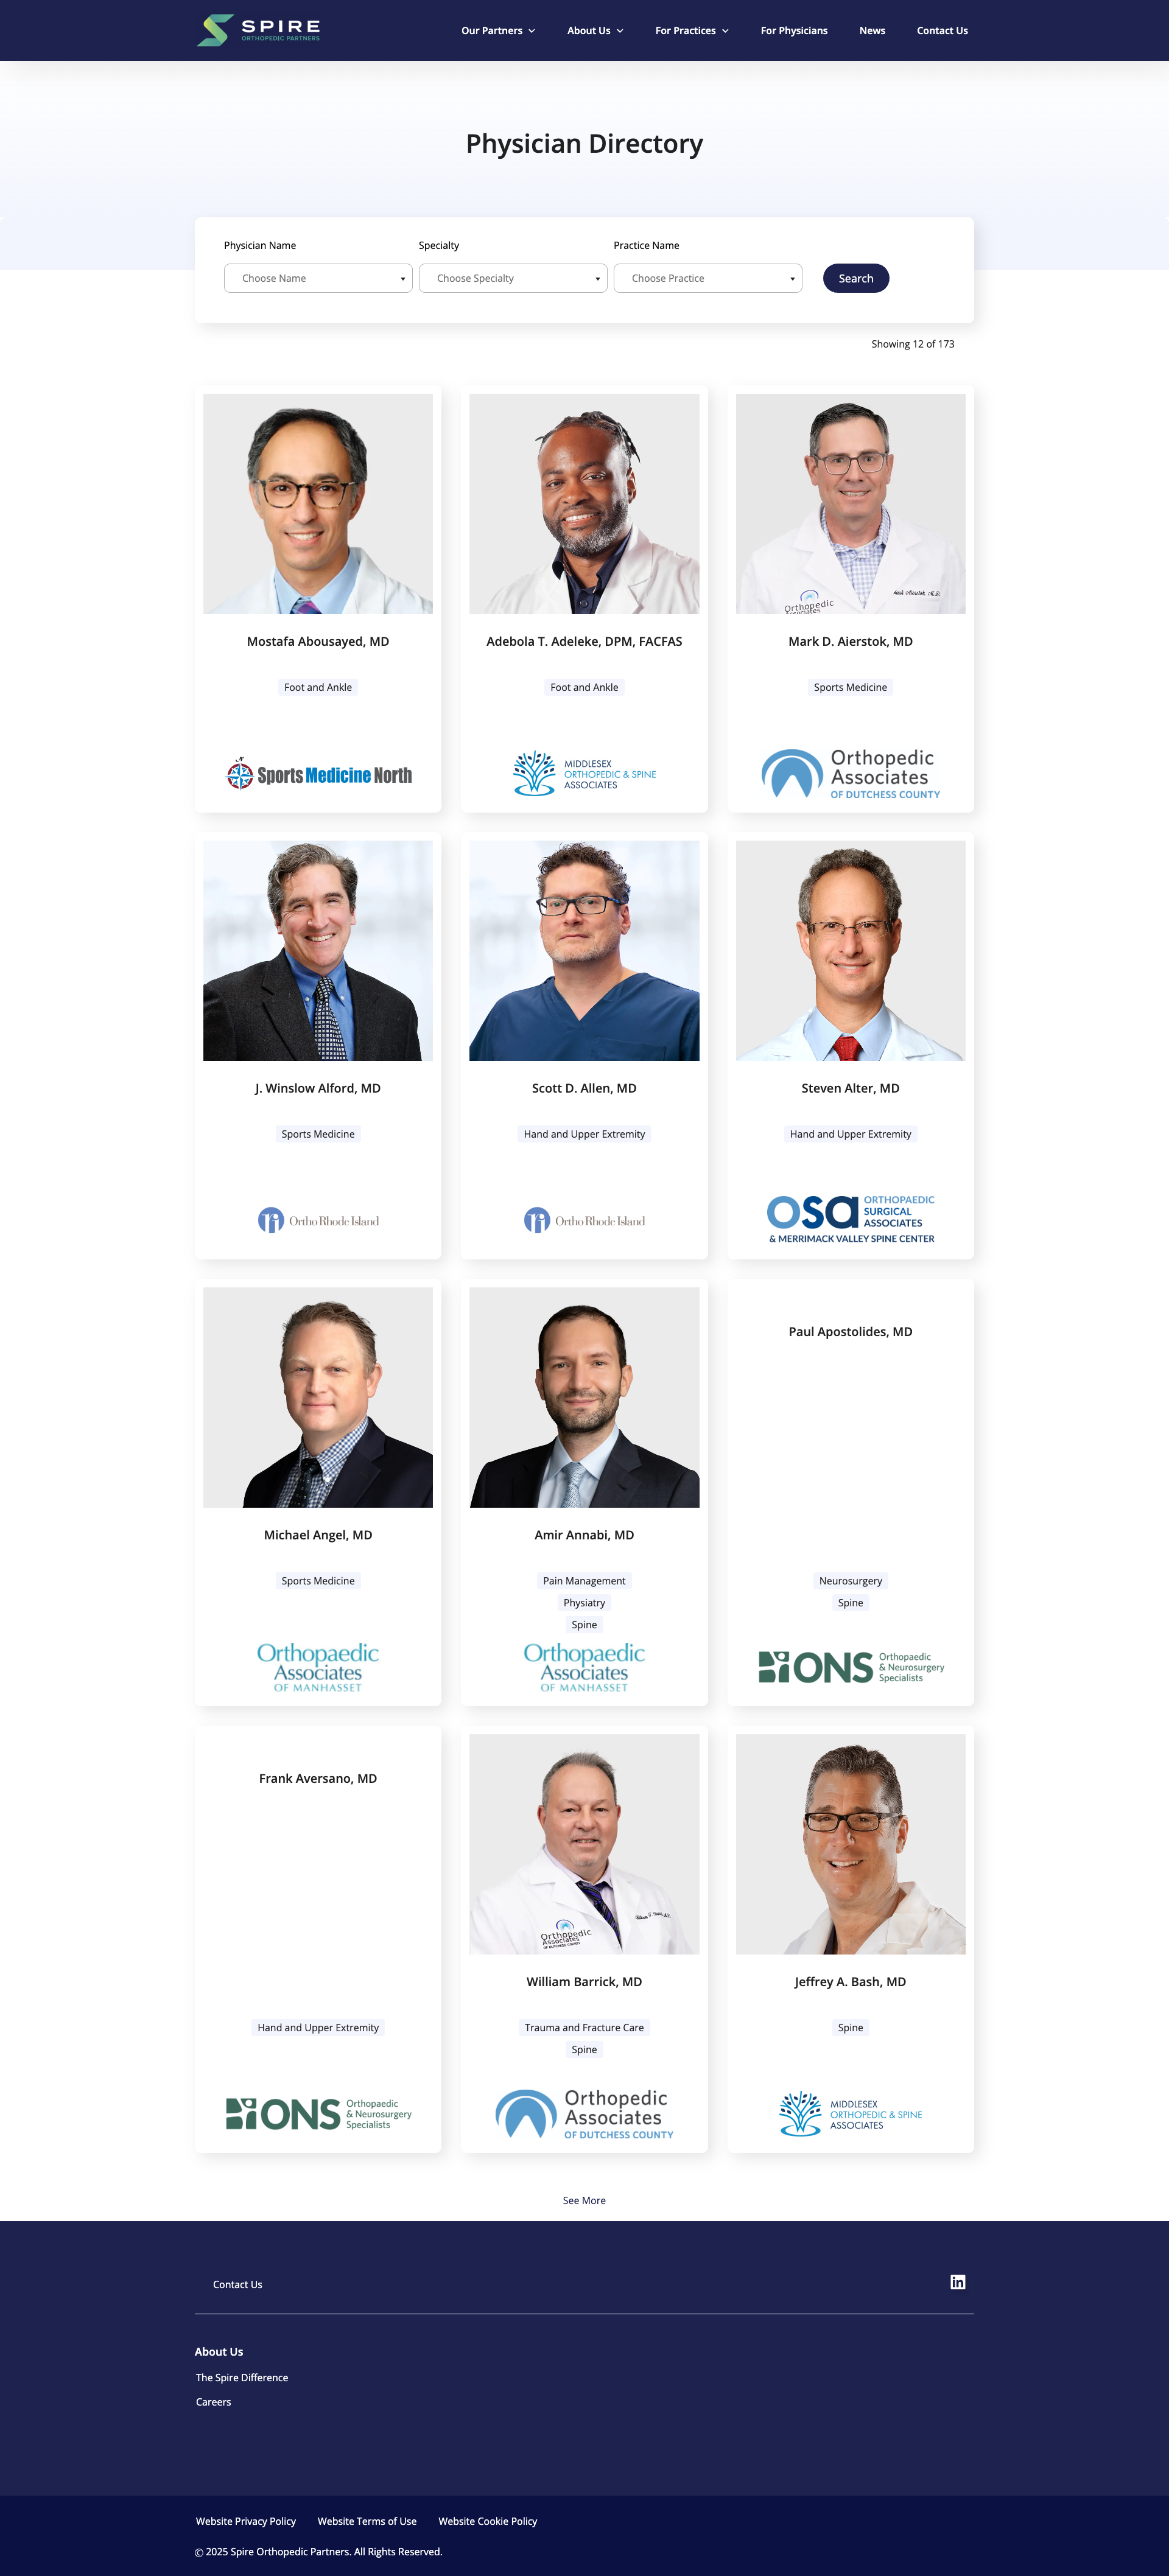 SPIRE
ORTHOPEDIC PARTNERS
Our Partners
About Us
For Practices
For Physicians
News
Contact Us
Physician Directory
Physician Name
Specialty
Practice Name
Choose Name
Choose Specialty
Choose Practice
Search
Showing 12 of 173
Orthopedic
Associates
Mostafa Abousayed, MD
Foot and Ankle
N
Sports Medicine North
Adebola T. Adeleke, DPM, FACFAS
Foot and Ankle
MIDDLESEX
ORTHOPEDIC & SPINE
ASSOCIATES
Mark D. Aierstok, MD
Sports Medicine
Orthopedic
Associates
OF DUTCHESS COUNTY
J. Winslow Alford, MD
Sports Medicine
Ortho Rhode Island
Scott D. Allen, MD
Hand and Upper Extremity
Ortho Rhode Island
Steven Alter, MD
Hand and Upper Extremity
osa ORTHOPAEDIC
SURGICAL
ASSOCIATES
& MERRIMACK VALLEY SPINE CENTER
Michael Angel, MD
Sports Medicine
Orthopaedic
Associates
OF MANHASSET
Amir Annabi, MD
Pain Management
Physiatry
Spine
Orthopaedic
Associates
OF MANHASSET
Paul Apostolides, MD
Neurosurgery
Spine
ONS Orthopaedic
& Neurosurgery
Specialists
Frank Aversano, MD
Hand and Upper Extremity
ONS Orthopaedic
& Neurosurgery
Specialists
Orthopedic
Associates
OF DUTCHESS COUNTY
William Barrick, MD
Trauma and Fracture Care
Spine
Orthopedic
Associates
OF DUTCHESS COUNTY
Jeffrey A. Bash, MD
Spine
MIDDLESEX
ORTHOPEDIC & SPINE
ASSOCIATES
See More
Contact Us
in
About Us
The Spire Difference
Careers
Website Privacy Policy
Website Terms of Use
Website Cookie Policy
© 2025 Spire Orthopedic Partners. All Rights Reserved.